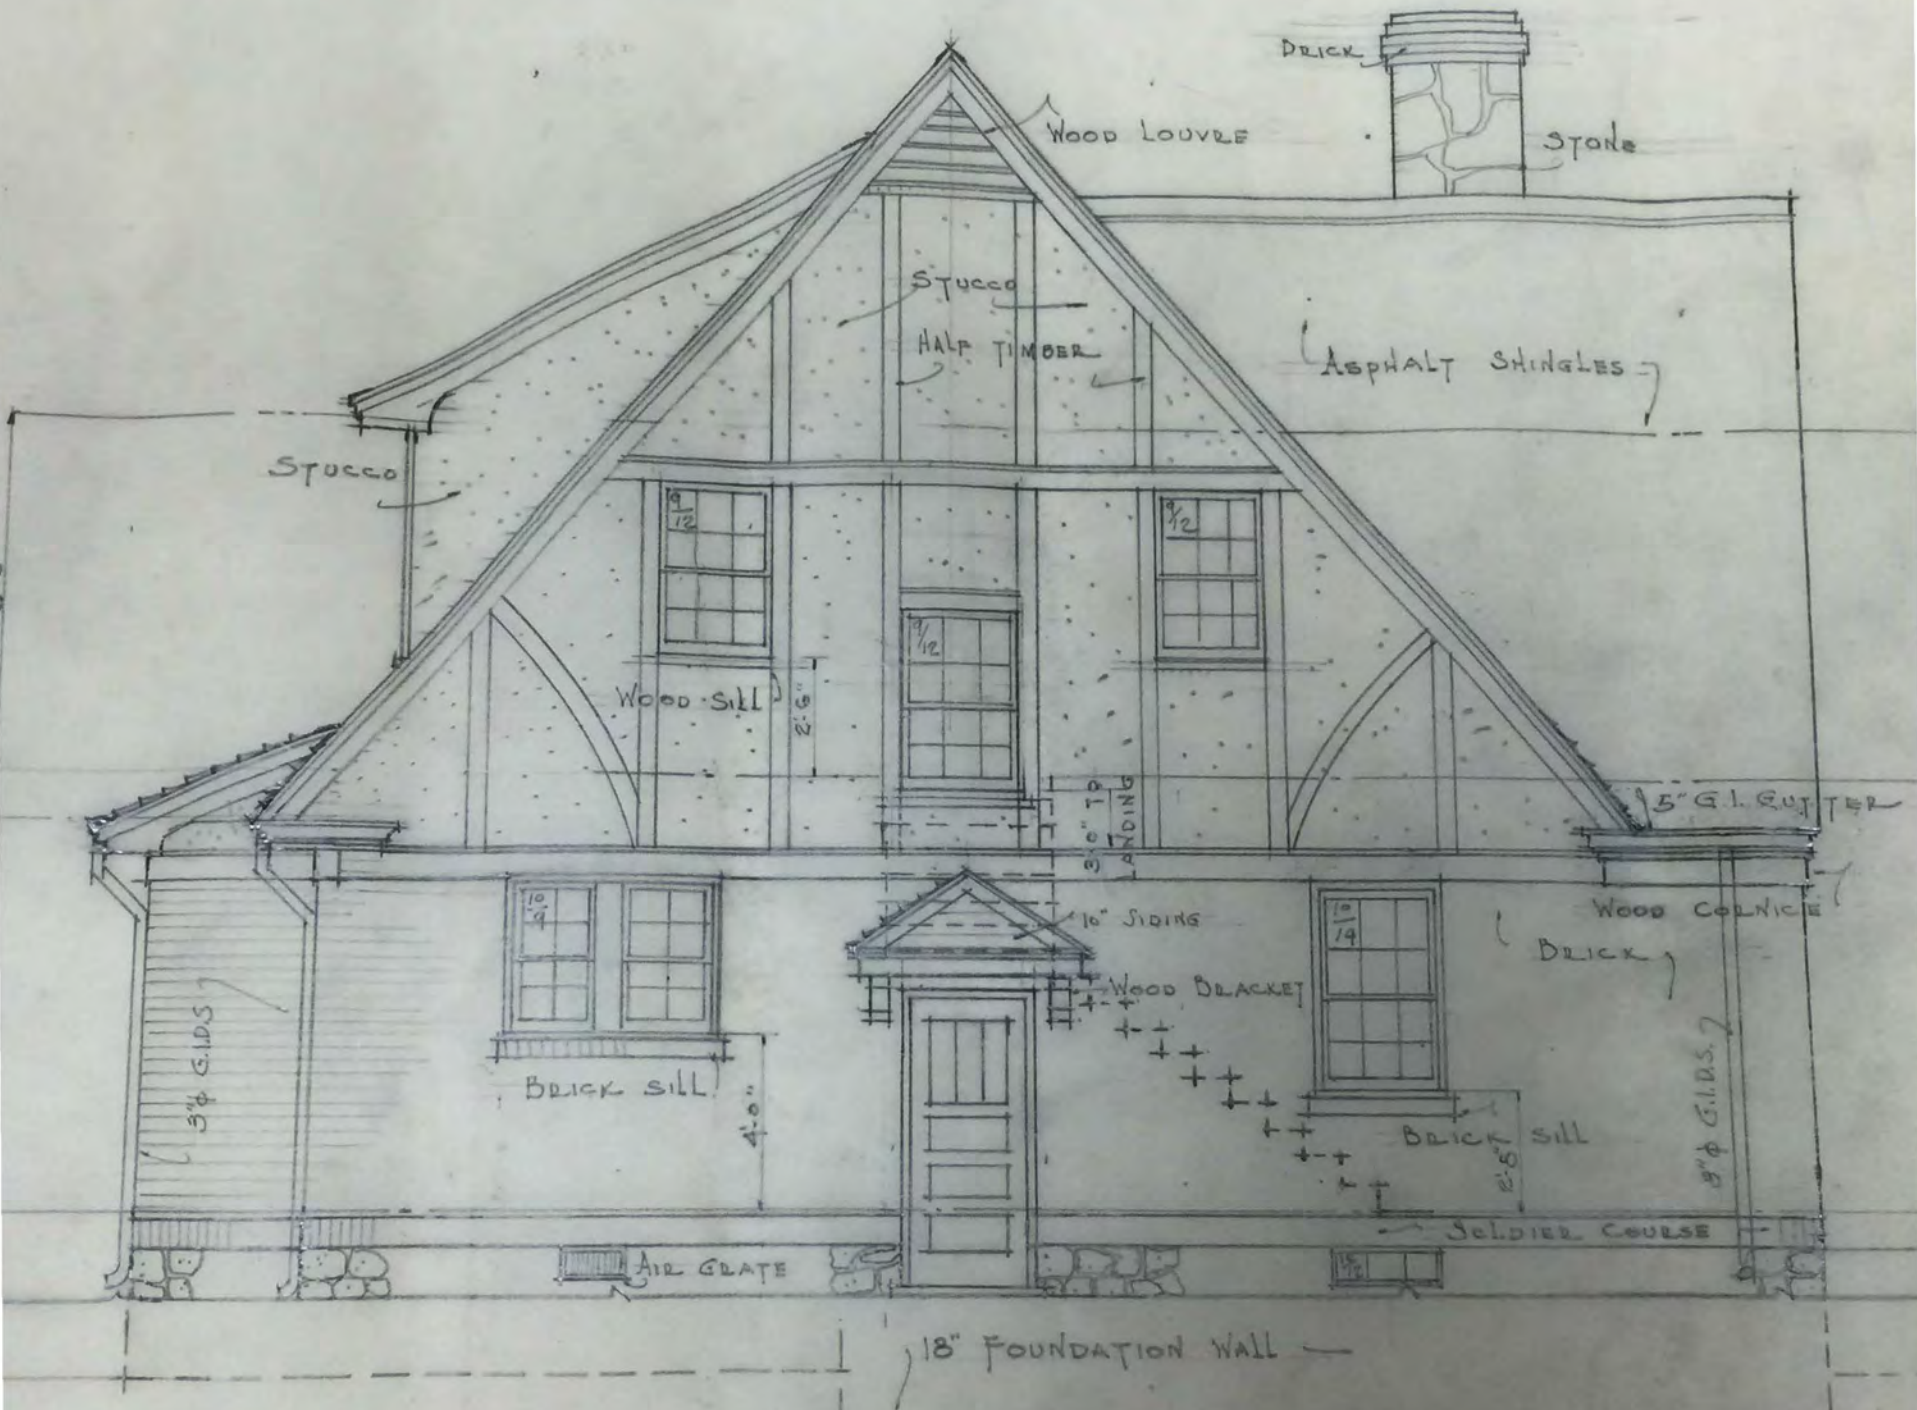 BRICK
WOOD LOUVRE
STONE
STUCCO
HALF TIMBER
ASPHALT SHINGLES
STUCCO
9/12
9/12
9/12
WOOD SILL
2'-6"
3'-0" TO
LANDING
5" G.I. GUTTER
10/9
10/14
10" SIDING
WOOD CORNICE
BRICK
WOOD BRACKET
3"φ G.I.D.S.
BRICK SILL
4'-0"
BRICK SILL
3"φ G.I.D.S.
SOLDIER COURSE
AIR GRATE
18" FOUNDATION WALL